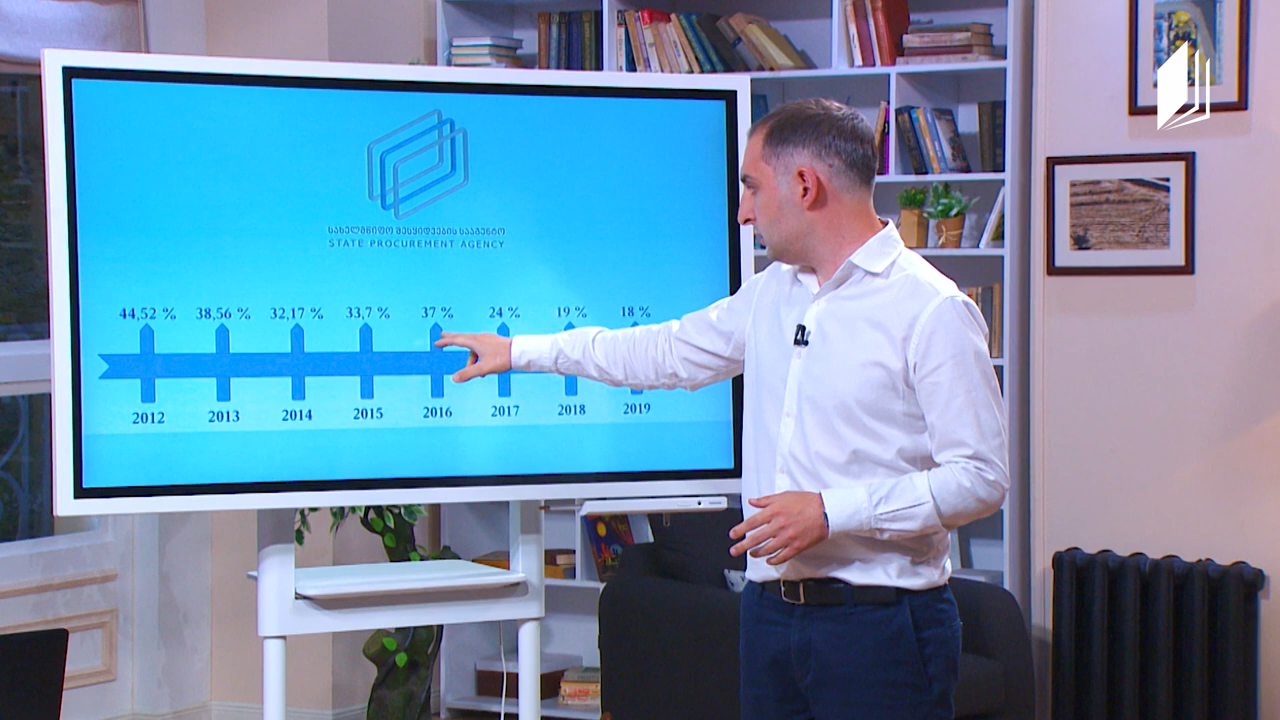 ᲡᲐᲮᲔᲚᲛᲬᲘᲤᲝ ᲨᲔᲡᲧᲘᲓᲕᲔᲑᲘᲡ ᲡᲐᲐᲒᲔᲜᲢᲝ
STATE PROCUREMENT AGENCY
44,52 % 38,56 % 32,17 % 33,7 % 37 % 24 % 19 % 18 %
2012 2013 2014 2015 2016 2017 2018 2019